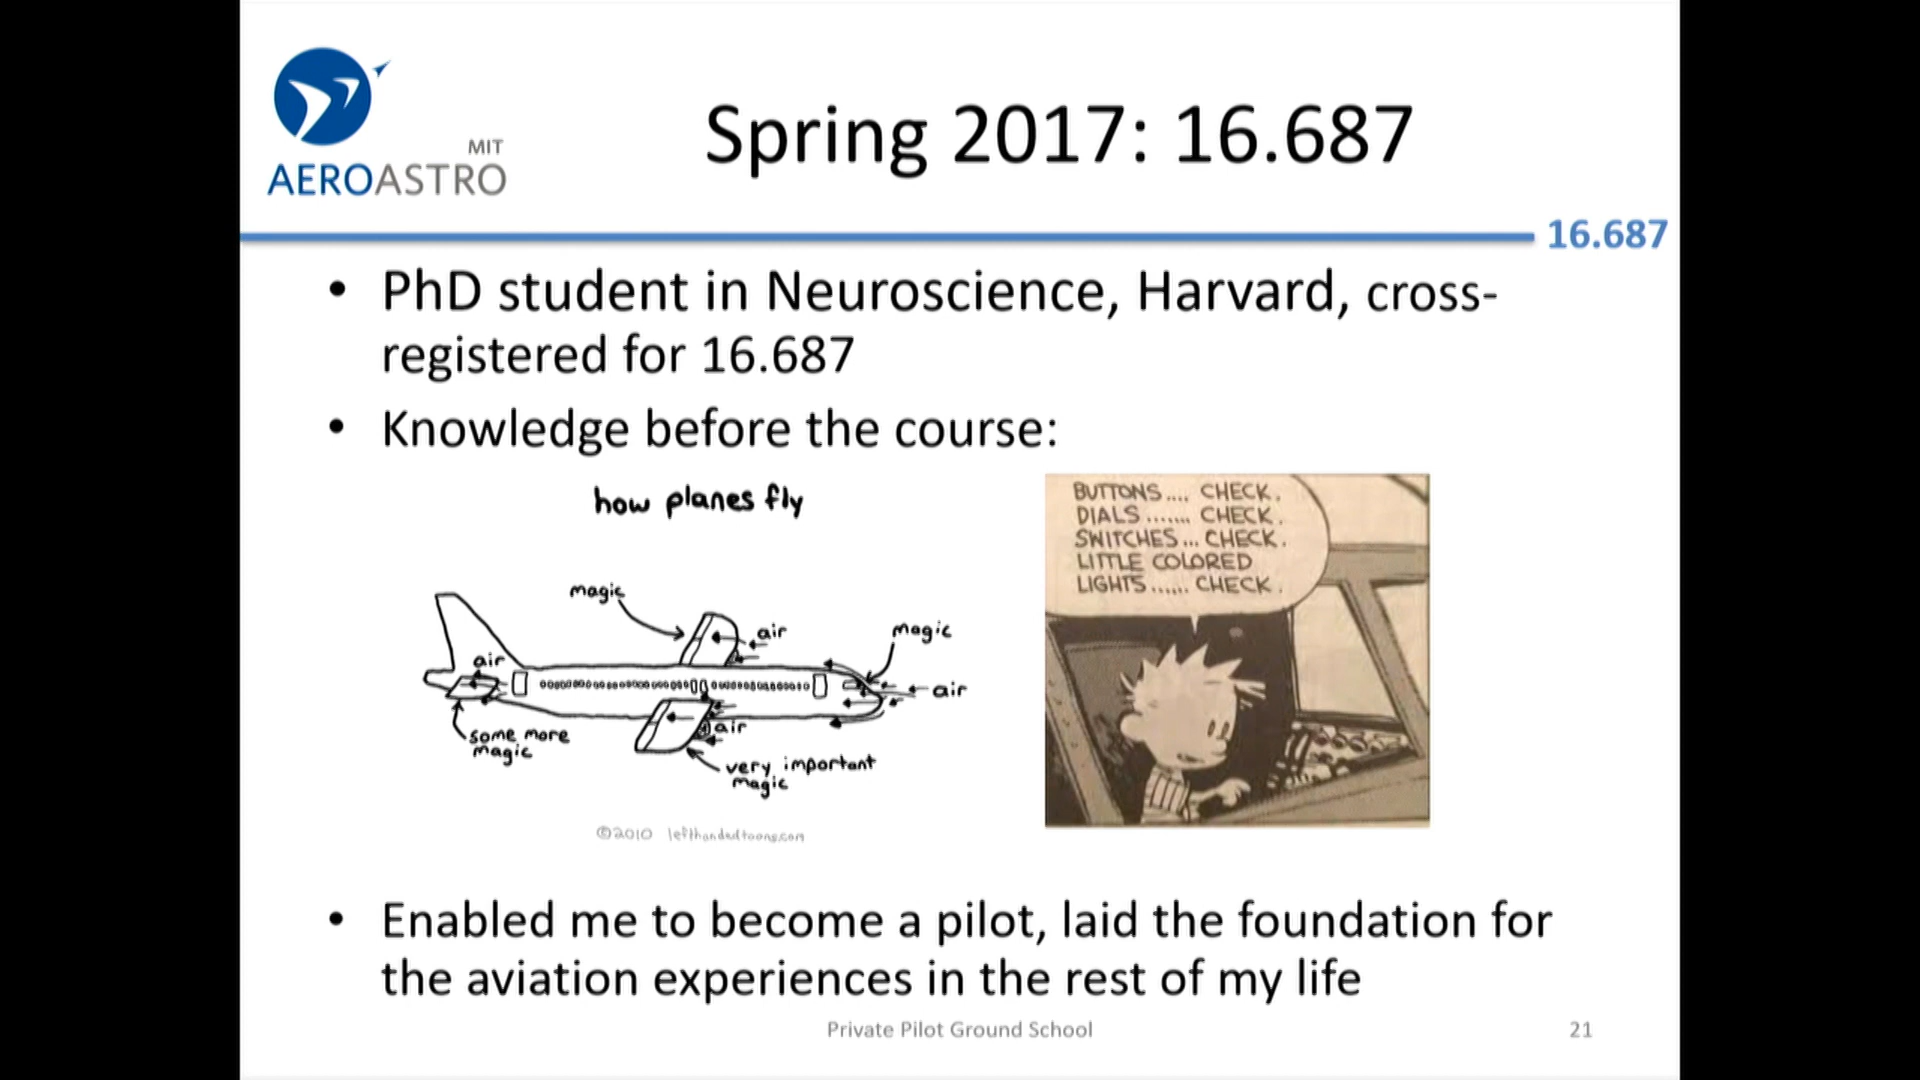 MIT
AEROASTRO
Spring 2017: 16.687
16.687
• PhD student in Neuroscience, Harvard, cross-
registered for 16.687
• Knowledge before the course:
how planes fly
magic
air
magic
air
air
air
some more
magic
very important
magic
©2010 lefthandedtoons.com
BUTTONS.... CHECK.
DIALS ....... CHECK.
SWITCHES... CHECK.
LITTLE COLORED
LIGHTS...... CHECK.
• Enabled me to become a pilot, laid the foundation for
the aviation experiences in the rest of my life
Private Pilot Ground School
21